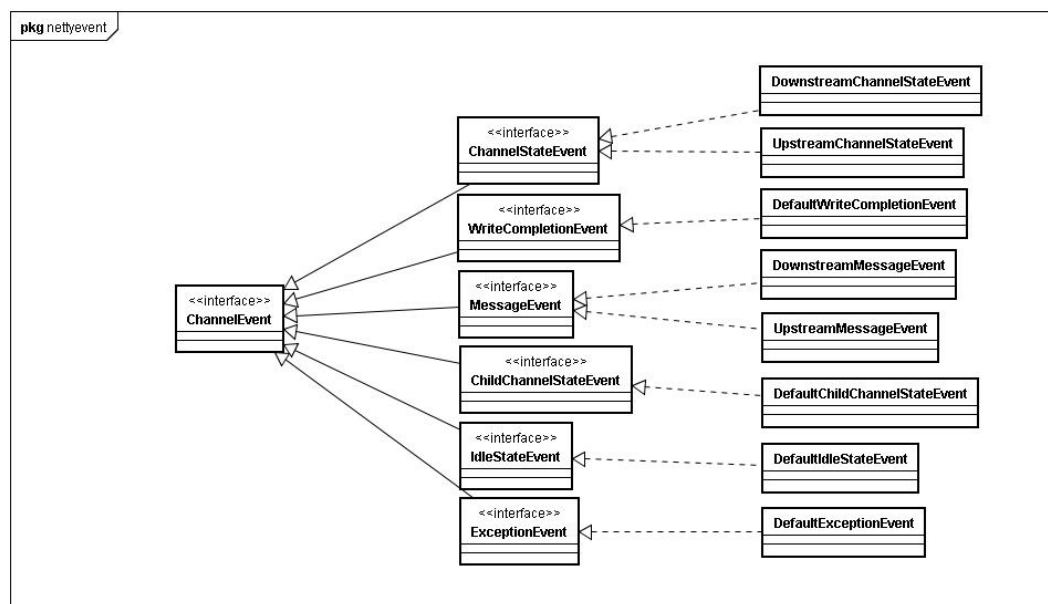 pkg nettyevent
DownstreamChannelStateEvent
<<interface>>
ChannelStateEvent
UpstreamChannelStateEvent
<<interface>>
WriteCompletionEvent
DefaultWriteCompletionEvent
DownstreamMessageEvent
<<interface>>
MessageEvent
<<interface>>
ChannelEvent
UpstreamMessageEvent
<<interface>>
ChildChannelStateEvent
DefaultChildChannelStateEvent
<<interface>>
IdleStateEvent
DefaultIdleStateEvent
<<interface>>
ExceptionEvent
DefaultExceptionEvent